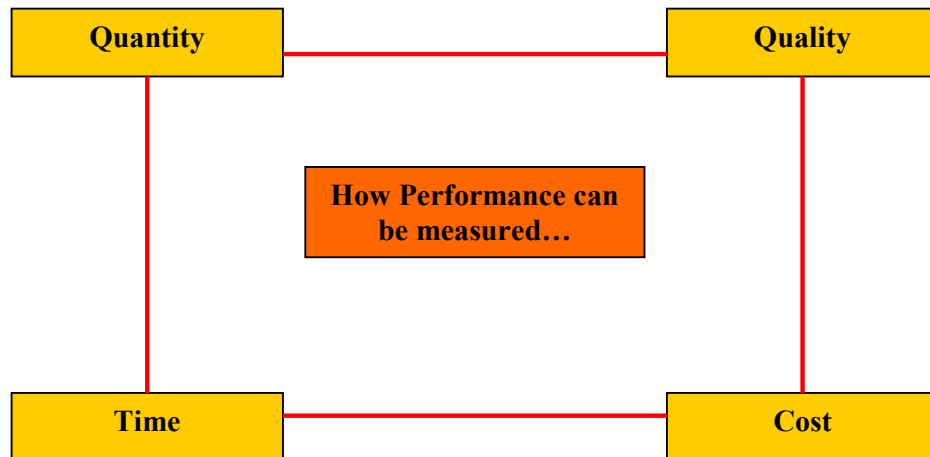 Quantity
Quality
How Performance can
be measured…
Time
Cost